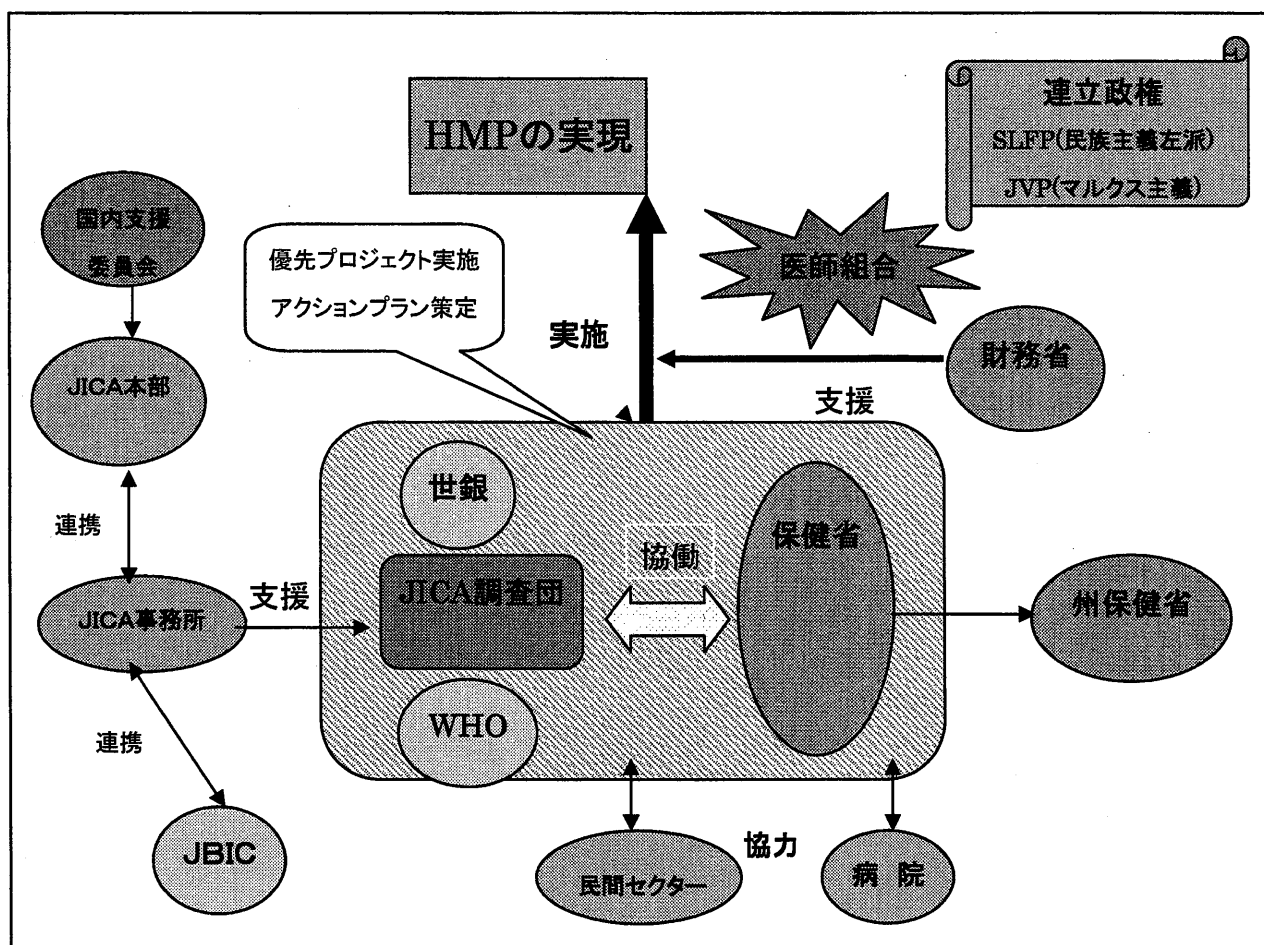 連立政権
SLFP(民族主義左派)
JVP(マルクス主義)
HMPの実現
国内支援
委員会
医師組合
優先プロジェクト実施
アクションプラン策定
実施
財務省
JICA本部
支援
世銀
保健省
連携
協働
JICA調査団
支援
JICA事務所
州保健省
WHO
連携
JBIC
協力
民間セクター
病 院